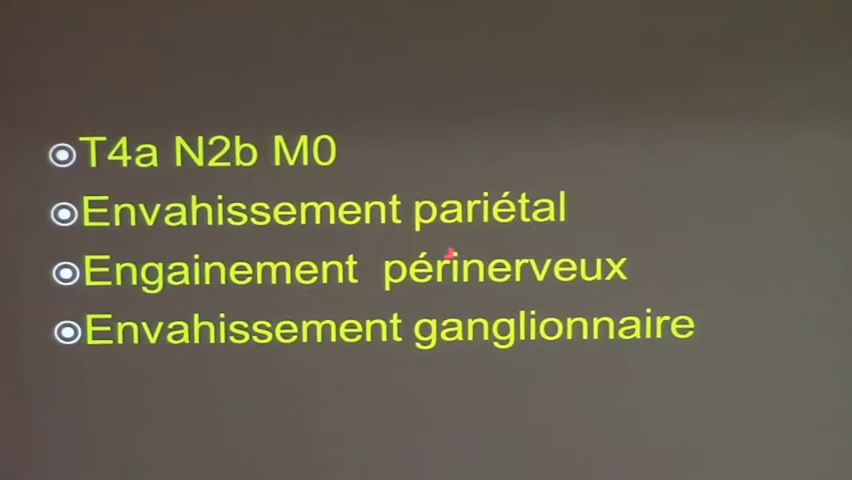 T4a N2b M0
Envahissement pariétal
Engainement périnerveux
Envahissement ganglionnaire